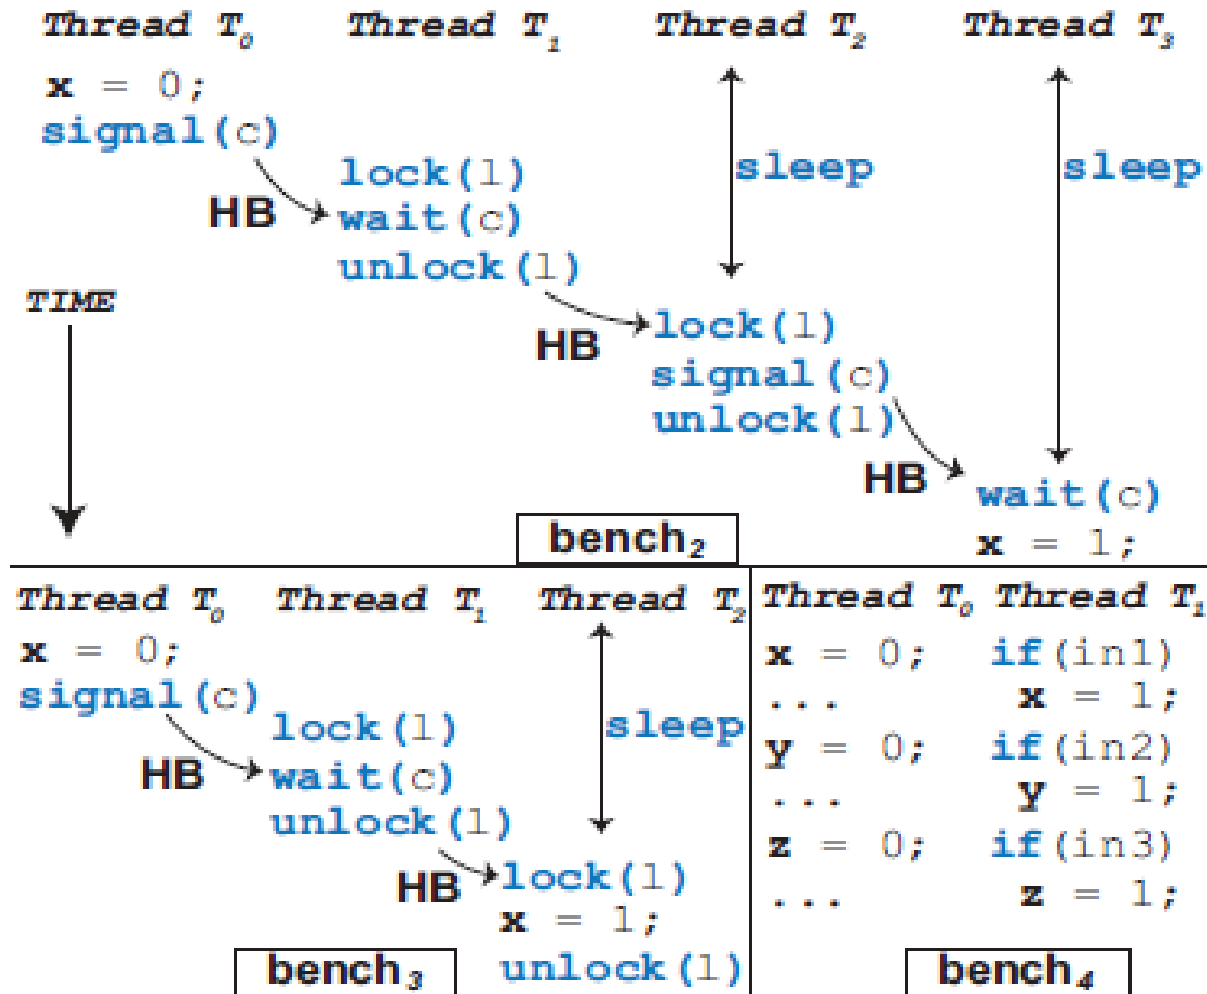 Thread T0 Thread T1 Thread T2 Thread T3
x = 0;
signal(c)
HB
lock(l)
wait(c)
unlock(l)
sleep
sleep
TIME
HB
lock(l)
signal(c)
unlock(l)
HB
wait(c)
x = 1;
bench2
Thread T0 Thread T1 Thread T2
x = 0;
signal(c)
HB
lock(l)
wait(c)
unlock(l)
sleep
HB
lock(l)
x = 1;
unlock(l)
bench3
Thread T0 Thread T1
x = 0; if(in1)
... x = 1;
y = 0; if(in2)
... y = 1;
z = 0; if(in3)
... z = 1;
bench4